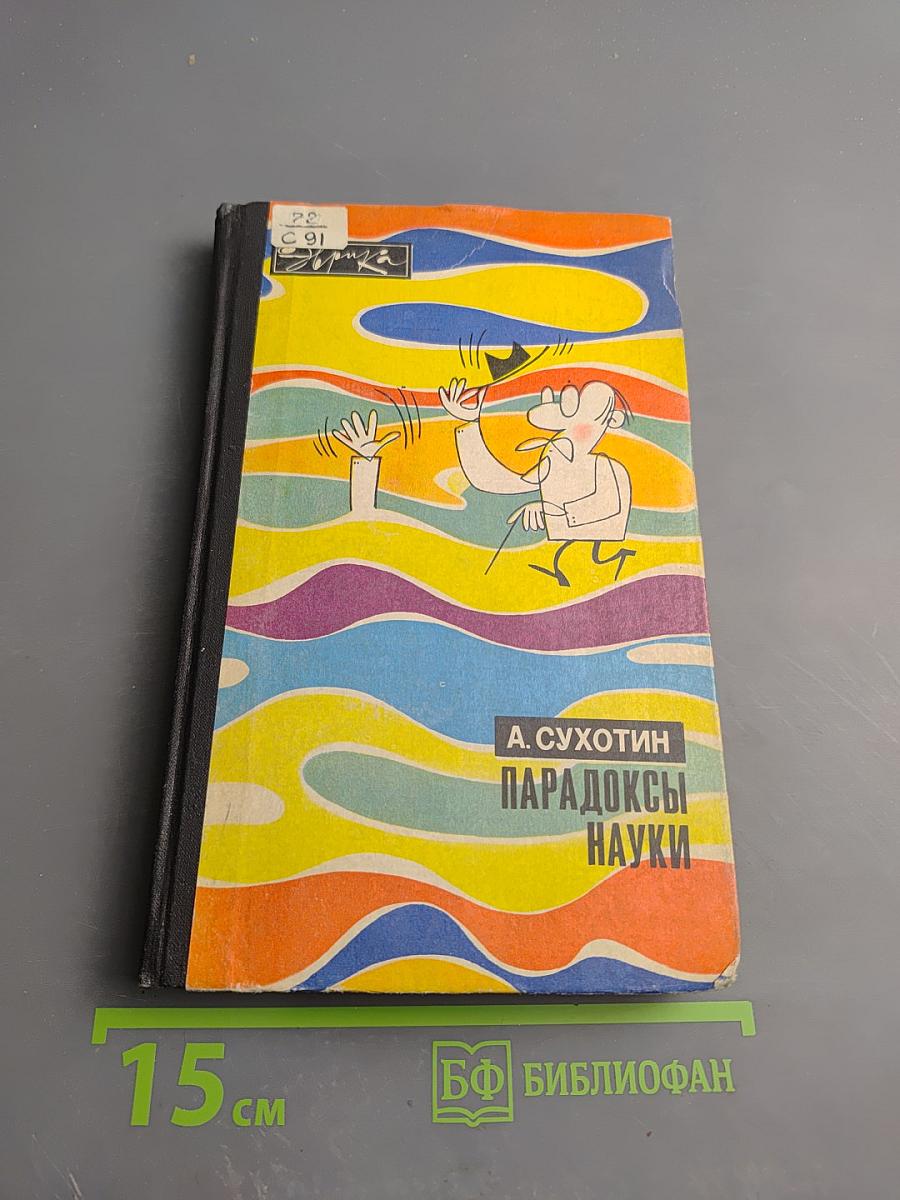 72
С 91
Эврика
А. СУХОТИН
ПАРАДОКСЫ
НАУКИ
15 см
БФ БИБЛИОФАН